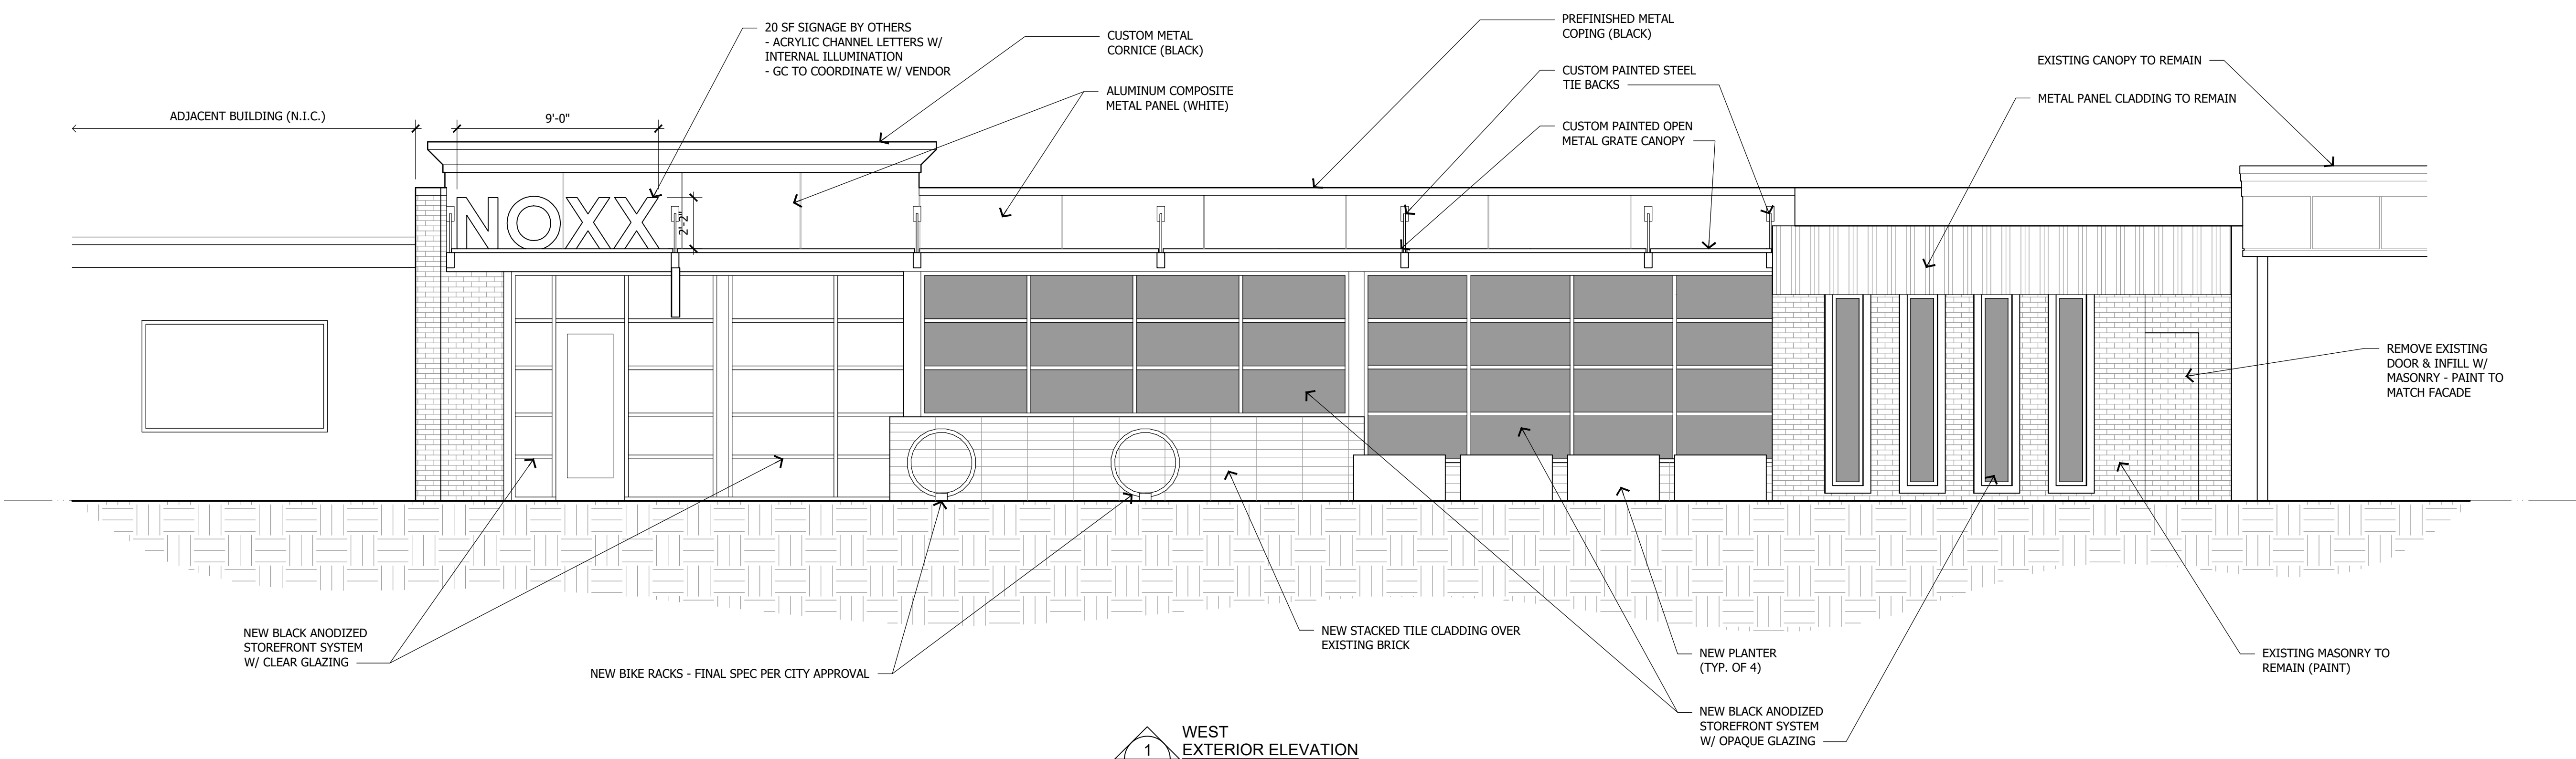 20 SF SIGNAGE BY OTHERS
- ACRYLIC CHANNEL LETTERS W/
INTERNAL ILLUMINATION
- GC TO COORDINATE W/ VENDOR
CUSTOM METAL
CORNICE (BLACK)
ALUMINUM COMPOSITE
METAL PANEL (WHITE)
PREFINISHED METAL
COPING (BLACK)
CUSTOM PAINTED STEEL
TIE BACKS
CUSTOM PAINTED OPEN
METAL GRATE CANOPY
EXISTING CANOPY TO REMAIN
METAL PANEL CLADDING TO REMAIN
ADJACENT BUILDING (N.I.C.)
9'-0"
NOXX
2'-2"
REMOVE EXISTING
DOOR & INFILL W/
MASONRY - PAINT TO
MATCH FACADE
NEW BLACK ANODIZED
STOREFRONT SYSTEM
W/ CLEAR GLAZING
NEW BIKE RACKS - FINAL SPEC PER CITY APPROVAL
NEW STACKED TILE CLADDING OVER
EXISTING BRICK
NEW PLANTER
(TYP. OF 4)
NEW BLACK ANODIZED
STOREFRONT SYSTEM
W/ OPAQUE GLAZING
EXISTING MASONRY TO
REMAIN (PAINT)
1
WEST
EXTERIOR ELEVATION